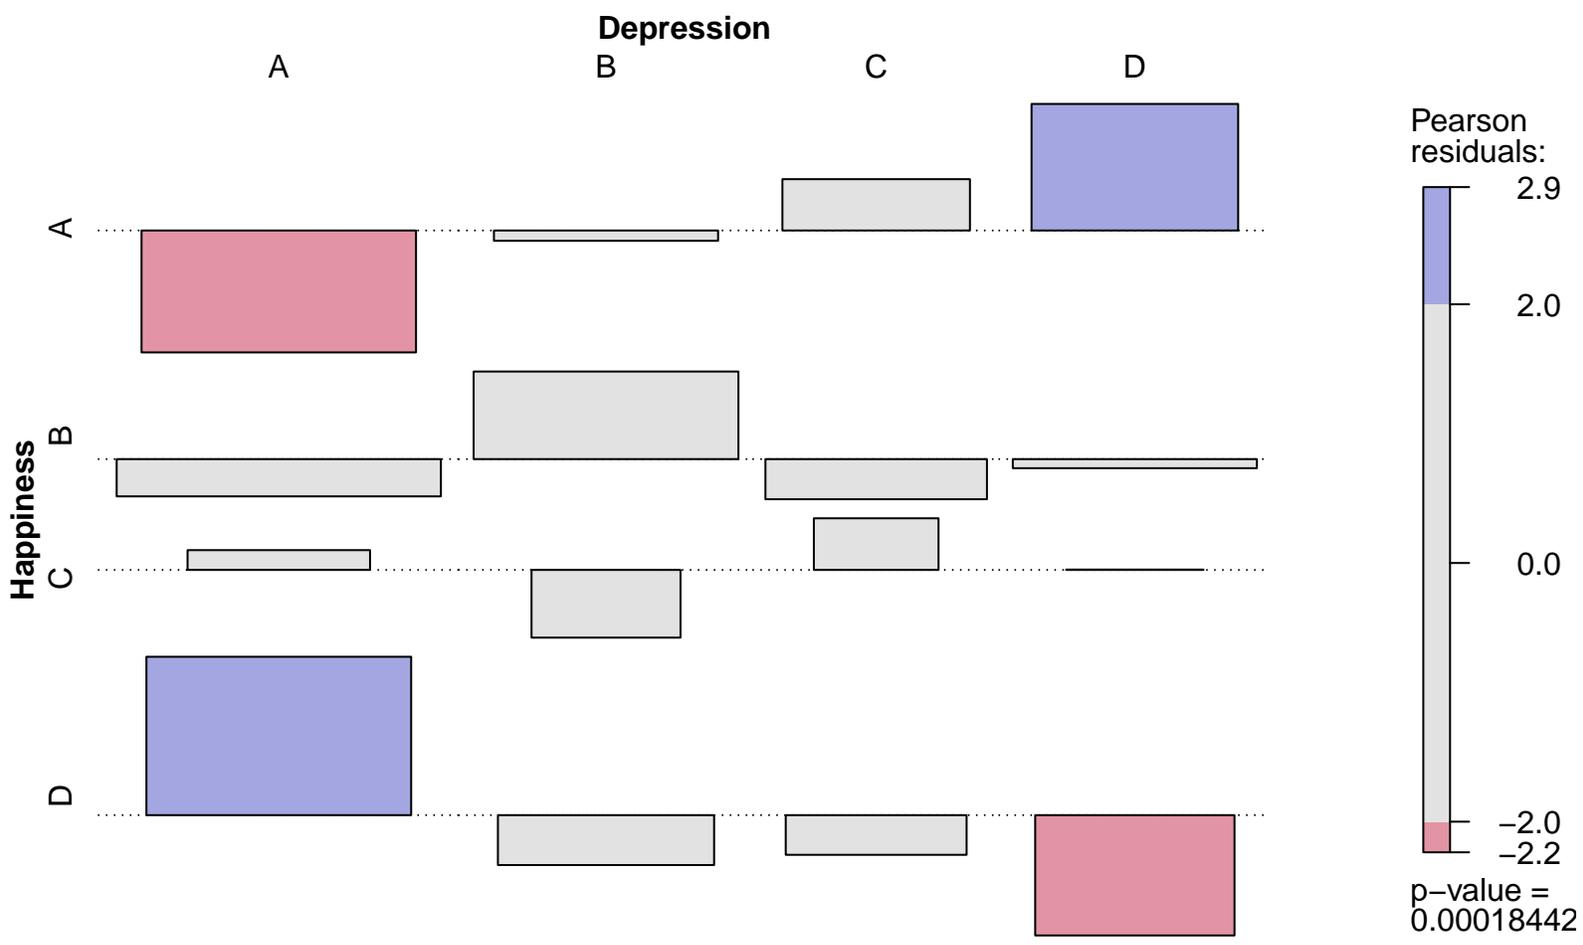 Depression
A B C D
Pearson
residuals:
2.9
2.0
0.0
−2.0
−2.2
p−value =
0.00018442
Happiness
A
B
C
D